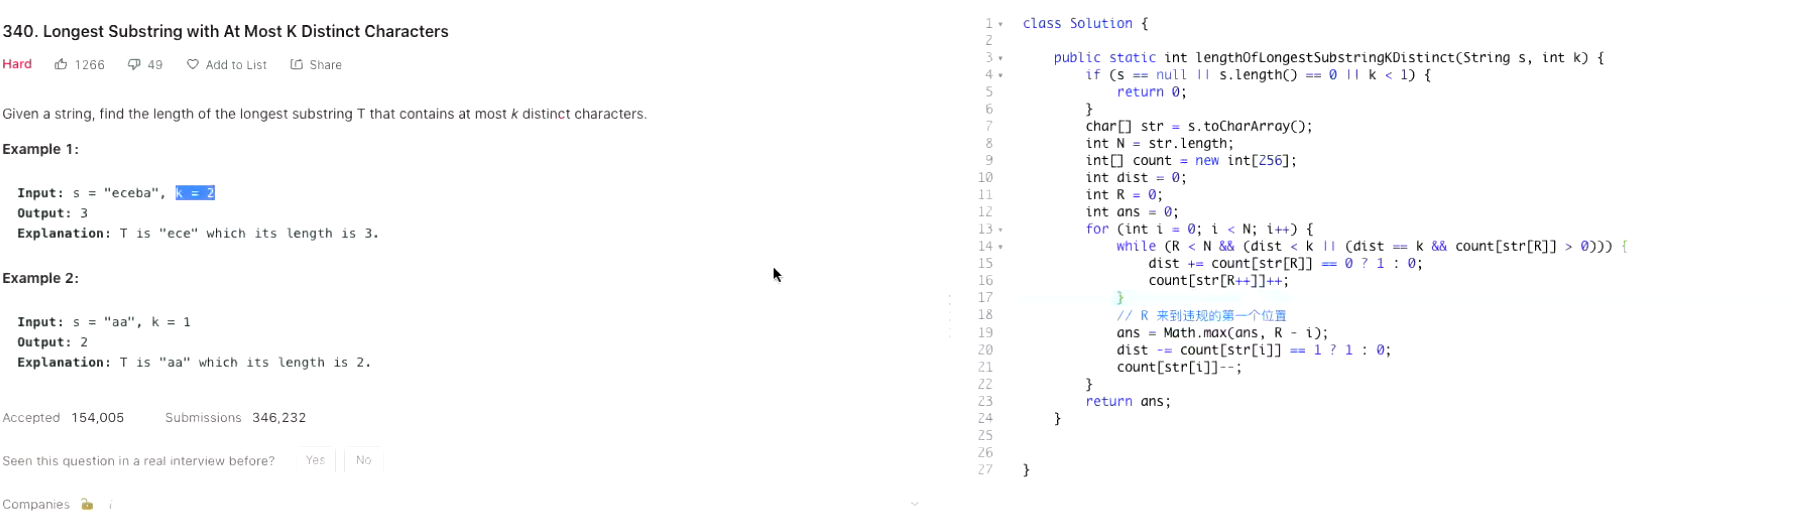 340. Longest Substring with At Most K Distinct Characters
Hard 1266 49 Add to List Share
Given a string, find the length of the longest substring T that contains at most k distinct characters.
Example 1:
Input: s = "eceba", k = 2
Output: 3
Explanation: T is "ece" which its length is 3.
Example 2:
Input: s = "aa", k = 1
Output: 2
Explanation: T is "aa" which its length is 2.
Accepted 154,005 Submissions 346,232
Seen this question in a real interview before? Yes No
Companies
1 class Solution {
2
3 public static int lengthOfLongestSubstringKDistinct(String s, int k) {
4 if (s == null || s.length() == 0 || k < 1) {
5 return 0;
6 }
7 char[] str = s.toCharArray();
8 int N = str.length;
9 int[] count = new int[256];
10 int dist = 0;
11 int R = 0;
12 int ans = 0;
13 for (int i = 0; i < N; i++) {
14 while (R < N && (dist < k || (dist == k && count[str[R]] > 0))) {
15 dist += count[str[R]] == 0 ? 1 : 0;
16 count[str[R++]]++;
17 }
18 // R 来到违规的第一个位置
19 ans = Math.max(ans, R - i);
20 dist -= count[str[i]] == 1 ? 1 : 0;
21 count[str[i]]--;
22 }
23 return ans;
24 }
25
26
27 }